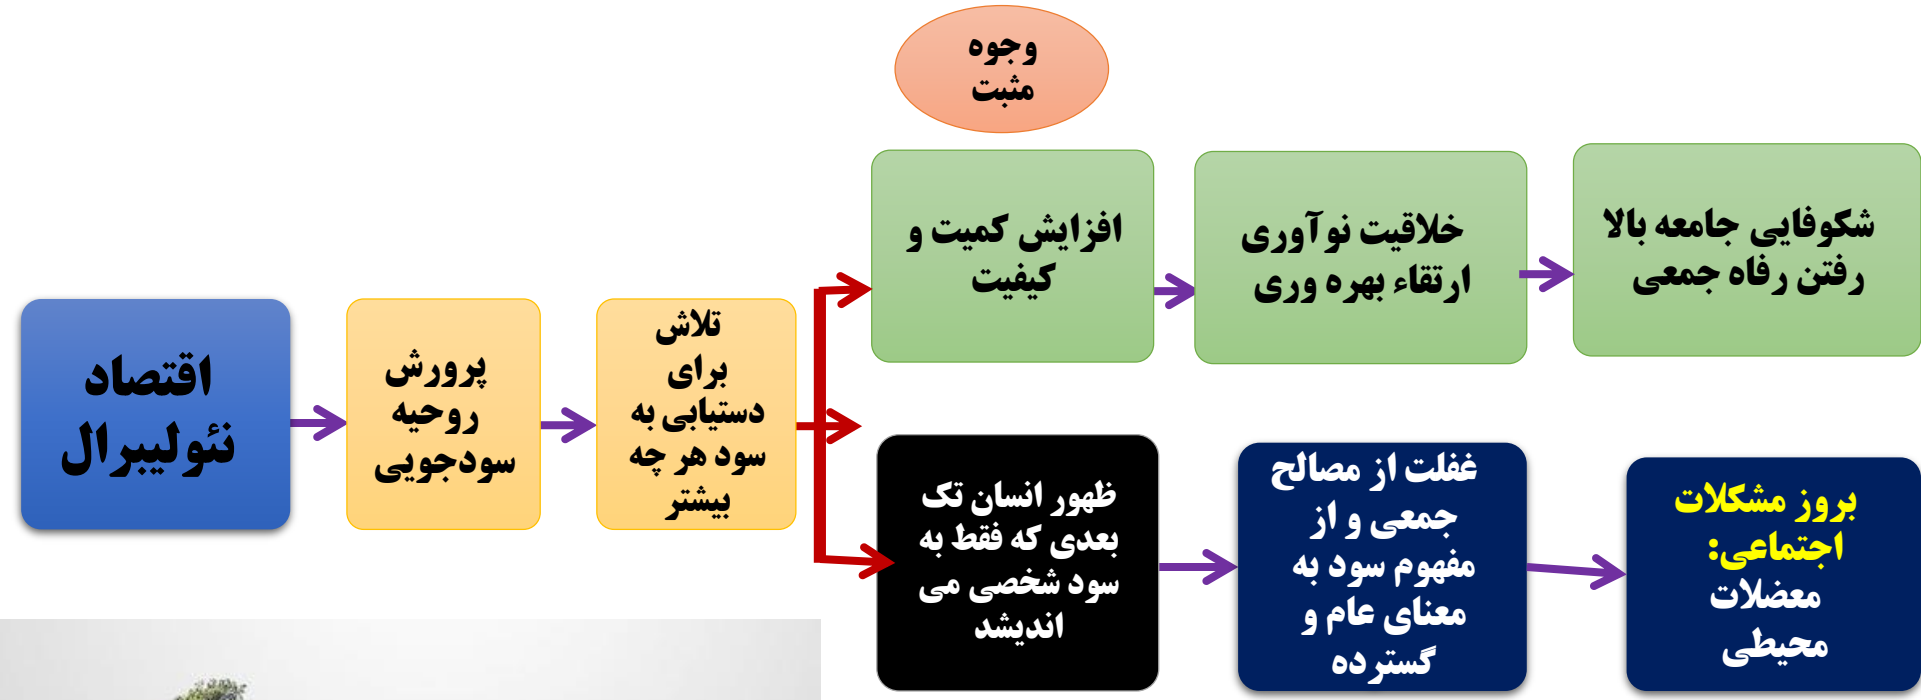 وجوه
مثبت
اقتصاد
نئولیبرال
پرورش
روحیه
سودجویی
تلاش
برای
دستیابی به
سود هر چه
بیشتر
افزایش کمیت و
کیفیت
خلاقیت نوآوری
ارتقاء بهره وری
شکوفایی جامعه بالا
رفتن رفاه جمعی
ظهور انسان تک
بعدی که فقط به
سود شخصی می
اندیشد
غفلت از مصالح
جمعی و از
مفهوم سود به
معنای عام و
گسترده
بروز مشکلات
اجتماعی:
معضلات
محیطی